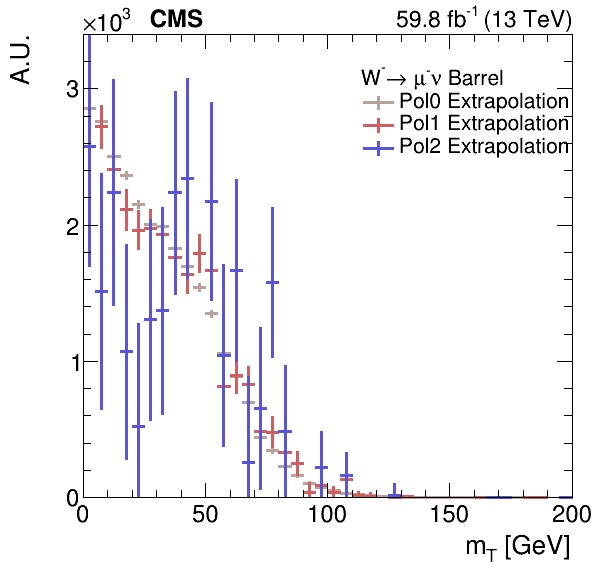 ×10³ CMS 59.8 fb⁻¹ (13 TeV)
A.U.
W⁻→ μ⁻ν Barrel
Pol0 Extrapolation
Pol1 Extrapolation
Pol2 Extrapolation
3
2
1
0
0 50 100 150 200
m_T [GeV]